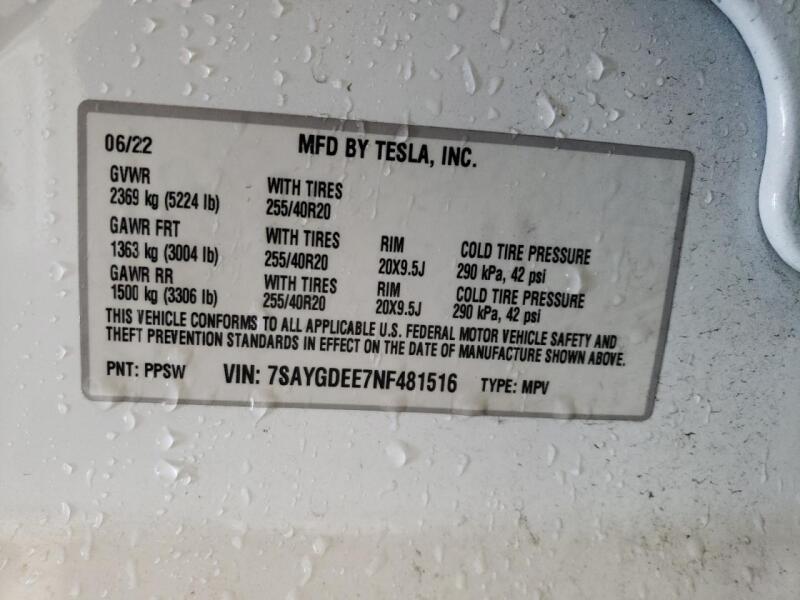 06/22 MFD BY TESLA, INC.
GVWR WITH TIRES
2369 kg (5224 lb) 255/40R20
GAWR FRT WITH TIRES RIM COLD TIRE PRESSURE
1363 kg (3004 lb) 255/40R20 20X9.5J 290 kPa, 42 psi
GAWR RR WITH TIRES RIM COLD TIRE PRESSURE
1500 kg (3306 lb) 255/40R20 20X9.5J 290 kPa, 42 psi
THIS VEHICLE CONFORMS TO ALL APPLICABLE U.S. FEDERAL MOTOR VEHICLE SAFETY AND
THEFT PREVENTION STANDARDS IN EFFECT ON THE DATE OF MANUFACTURE SHOWN ABOVE.
PNT: PPSW VIN: 7SAYGDEE7NF481516 TYPE: MPV